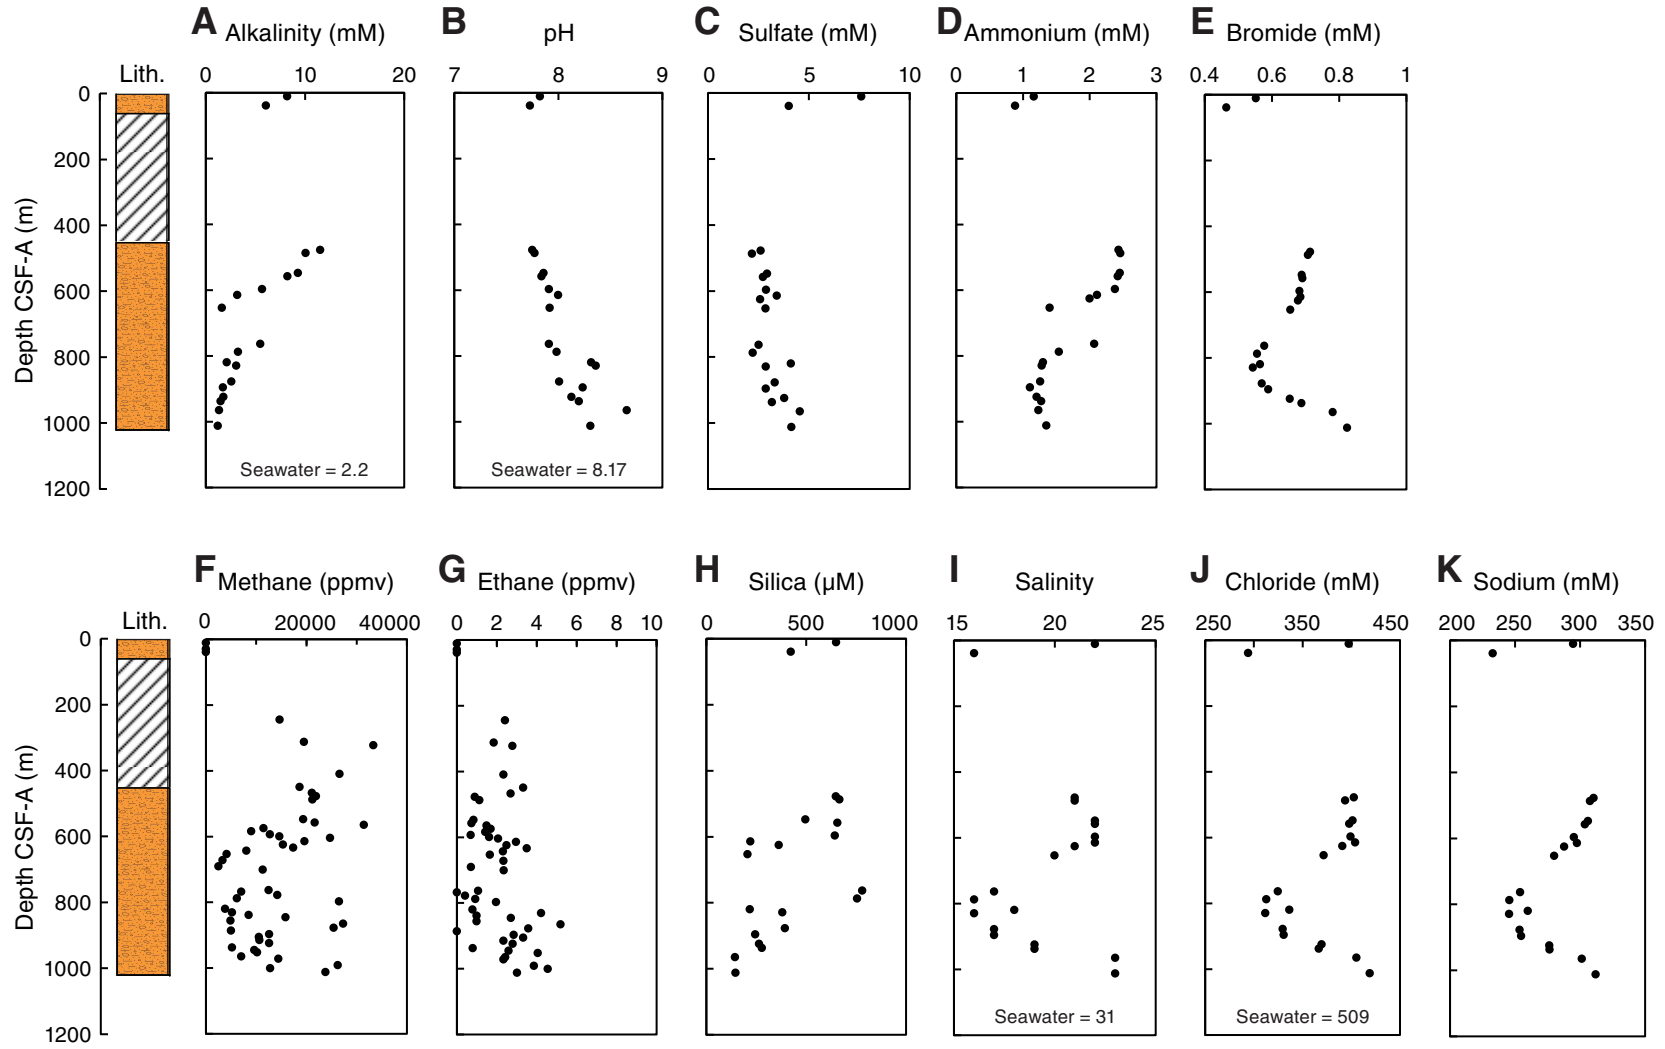 A Alkalinity (mM) B pH C Sulfate (mM) D Ammonium (mM) E Bromide (mM)
Lith. 0 10 20 7 8 9 0 5 10 0 1 2 3 0.4 0.6 0.8 1
0
200
400
600
800
1000
1200
Depth CSF-A (m)
Seawater = 2.2 Seawater = 8.17
F Methane (ppmv) G Ethane (ppmv) H Silica (µM) I Salinity J Chloride (mM) K Sodium (mM)
Lith. 0 20000 40000 0 2 4 6 8 10 0 500 1000 15 20 25 250 350 450 200 250 300 350
0
200
400
600
800
1000
1200
Depth CSF-A (m)
Seawater = 31 Seawater = 509